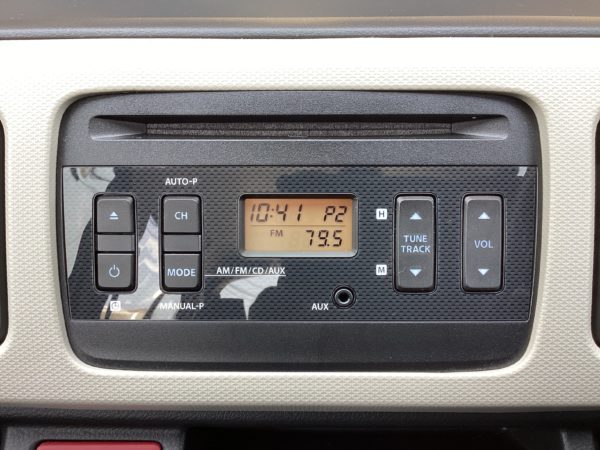 AUTO-P
CH
10:41 P2
FM 79.5
H
TUNE
TRACK
VOL
MODE
AM/FM/CD/AUX
M
MANUAL-P
AUX